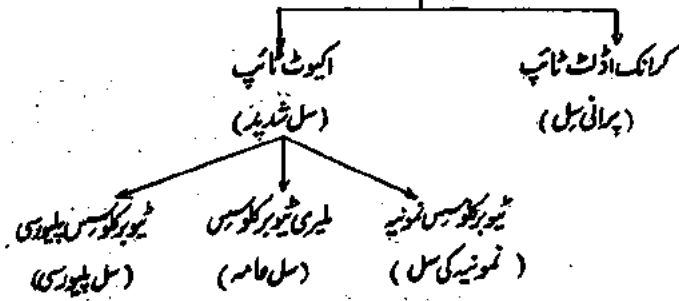 کرانک اڈلٹ ٹائپ
(پرانی سِل)
اکیوٹ ٹائپ
(سل شدید)
ٹیوبرکلوسس نمونیہ
(نمونیہ کی سل)
ملیری ٹیوبرکلوسس
(سل عامہ)
ٹیوبرکلوسس پلیورسی
(سل پلیورسی)